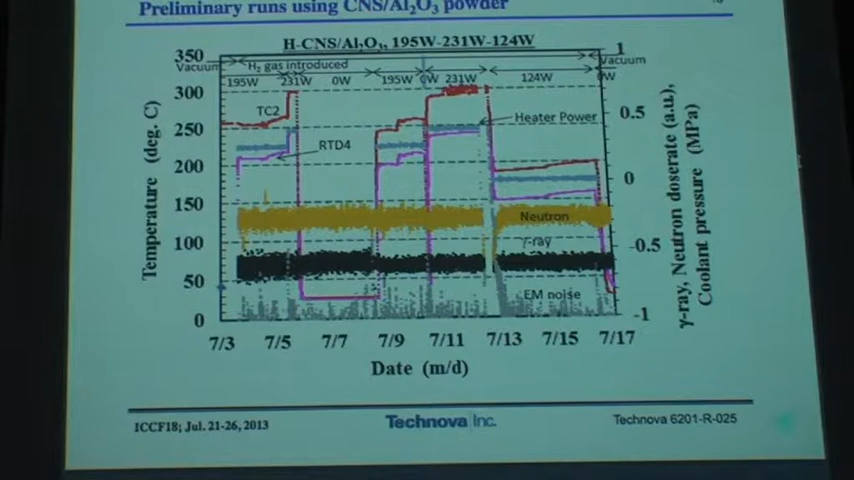 Preliminary runs using CNS/Al₂O₃ powder
H-CNS/Al₂O₃, 195W-231W-124W
Vacuum H₂ gas introduced Vacuum
195W 231W 0W 195W 0W 231W 124W 0W
350
300
250
200
150
100
50
0
Temperature (deg. C)
TC2
RTD4
Heater Power
Neutron
γ-ray
EM noise
1
0.5
0
-0.5
-1
γ-ray, Neutron doserate (a.u.),
Coolant pressure (MPa)
7/3 7/5 7/7 7/9 7/11 7/13 7/15 7/17
Date (m/d)
ICCF18; Jul. 21-26, 2013
Technova Inc.
Technova 6201-R-025